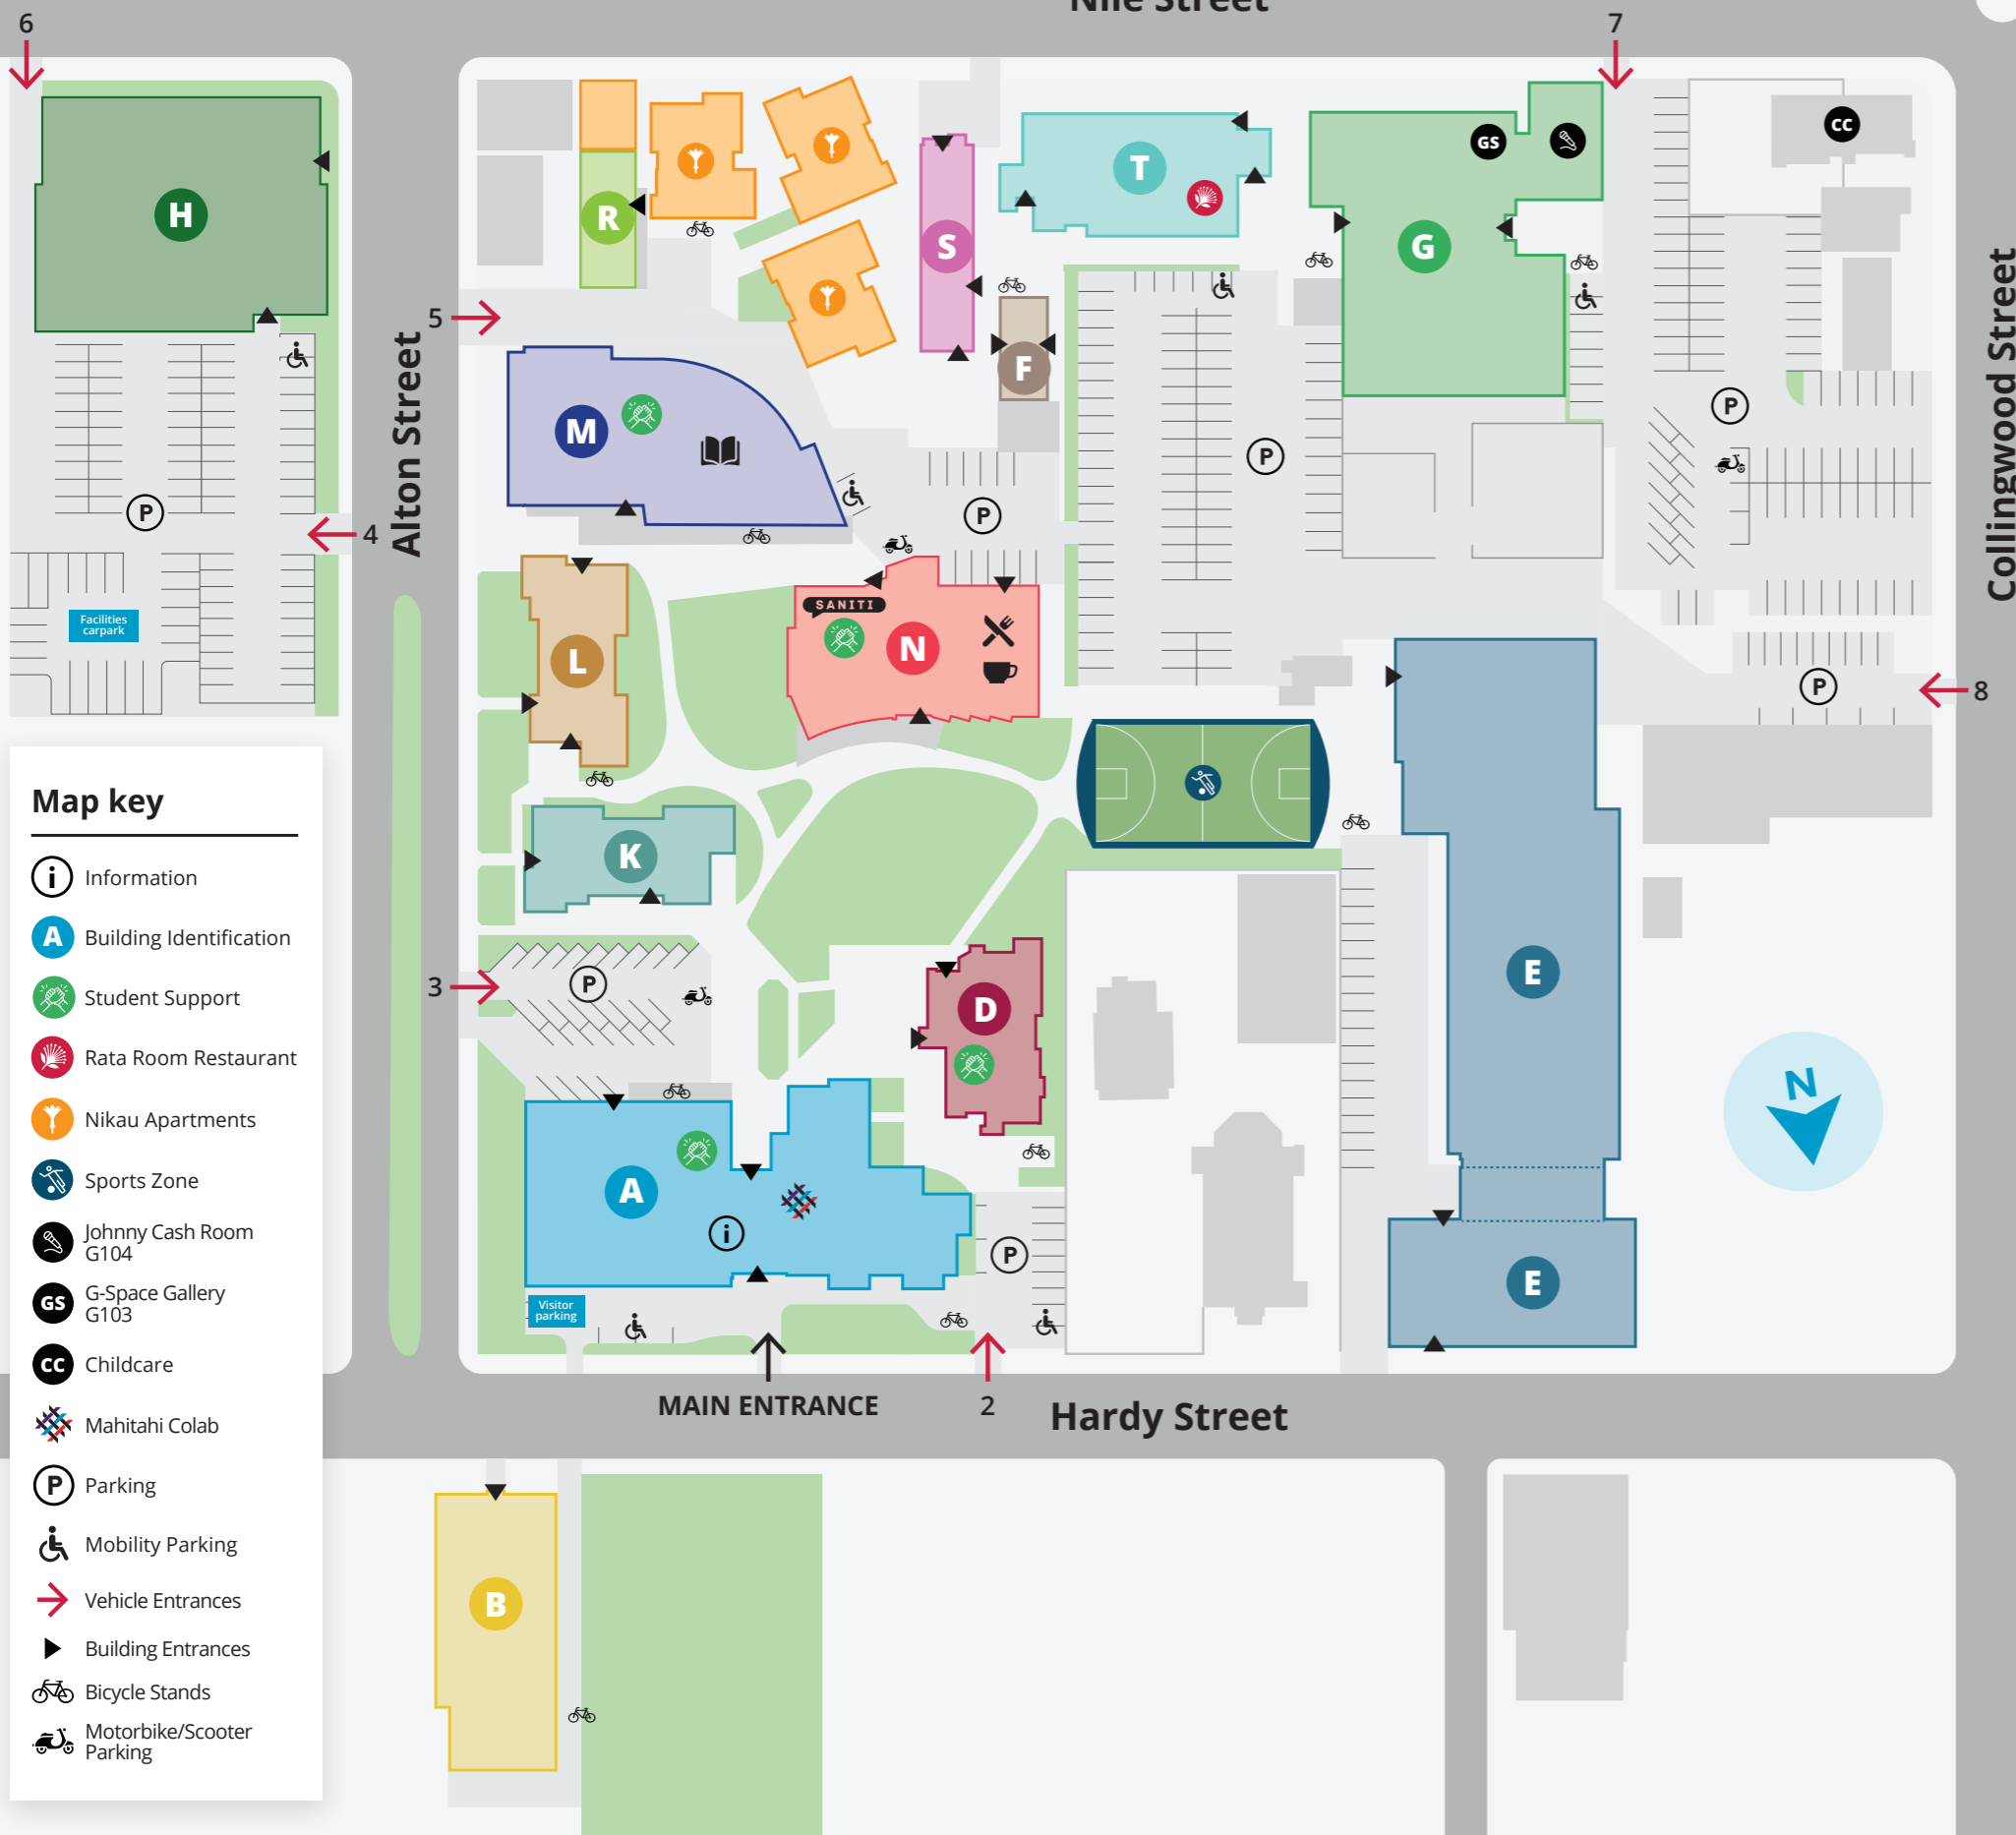 Nile Street
6
7
CC
GS
H
R
T
S
G
5
F
Alton Street
Collingwood Street
M
P
P
P
P
4
SANITI
Facilities
carpark
L
N
P
8
Map key
i Information
A Building Identification
Student Support
Rata Room Restaurant
Nikau Apartments
Sports Zone
Johnny Cash Room
G104
GS G-Space Gallery
G103
CC Childcare
Mahitahi Colab
P Parking
Mobility Parking
Vehicle Entrances
Building Entrances
Bicycle Stands
Motorbike/Scooter
Parking
K
3
P
D
E
N
A
i
P
E
Visitor
parking
MAIN ENTRANCE
2
Hardy Street
B